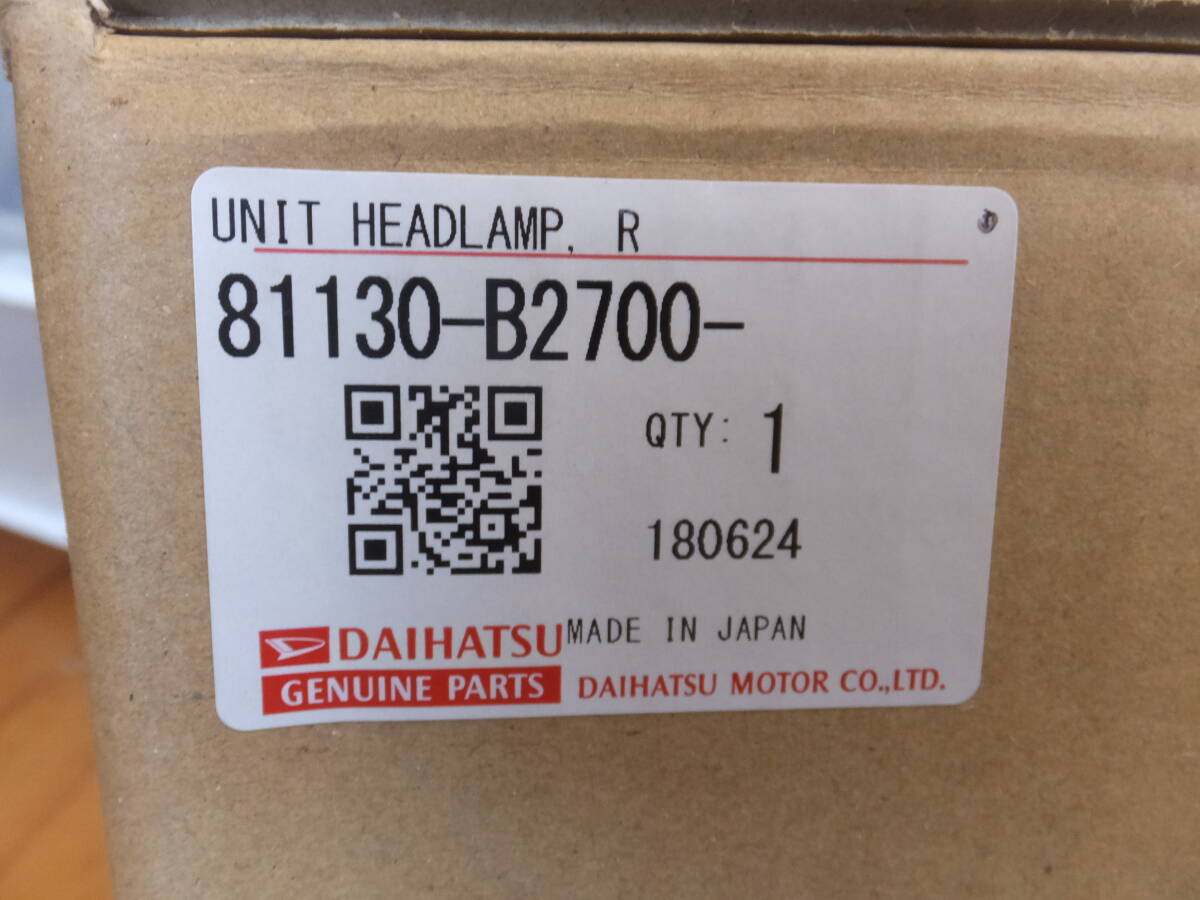 UNIT HEADLAMP, R
81130-B2700-
QTY: 1
180624
DAIHATSU MADE IN JAPAN
GENUINE PARTS DAIHATSU MOTOR CO.,LTD.